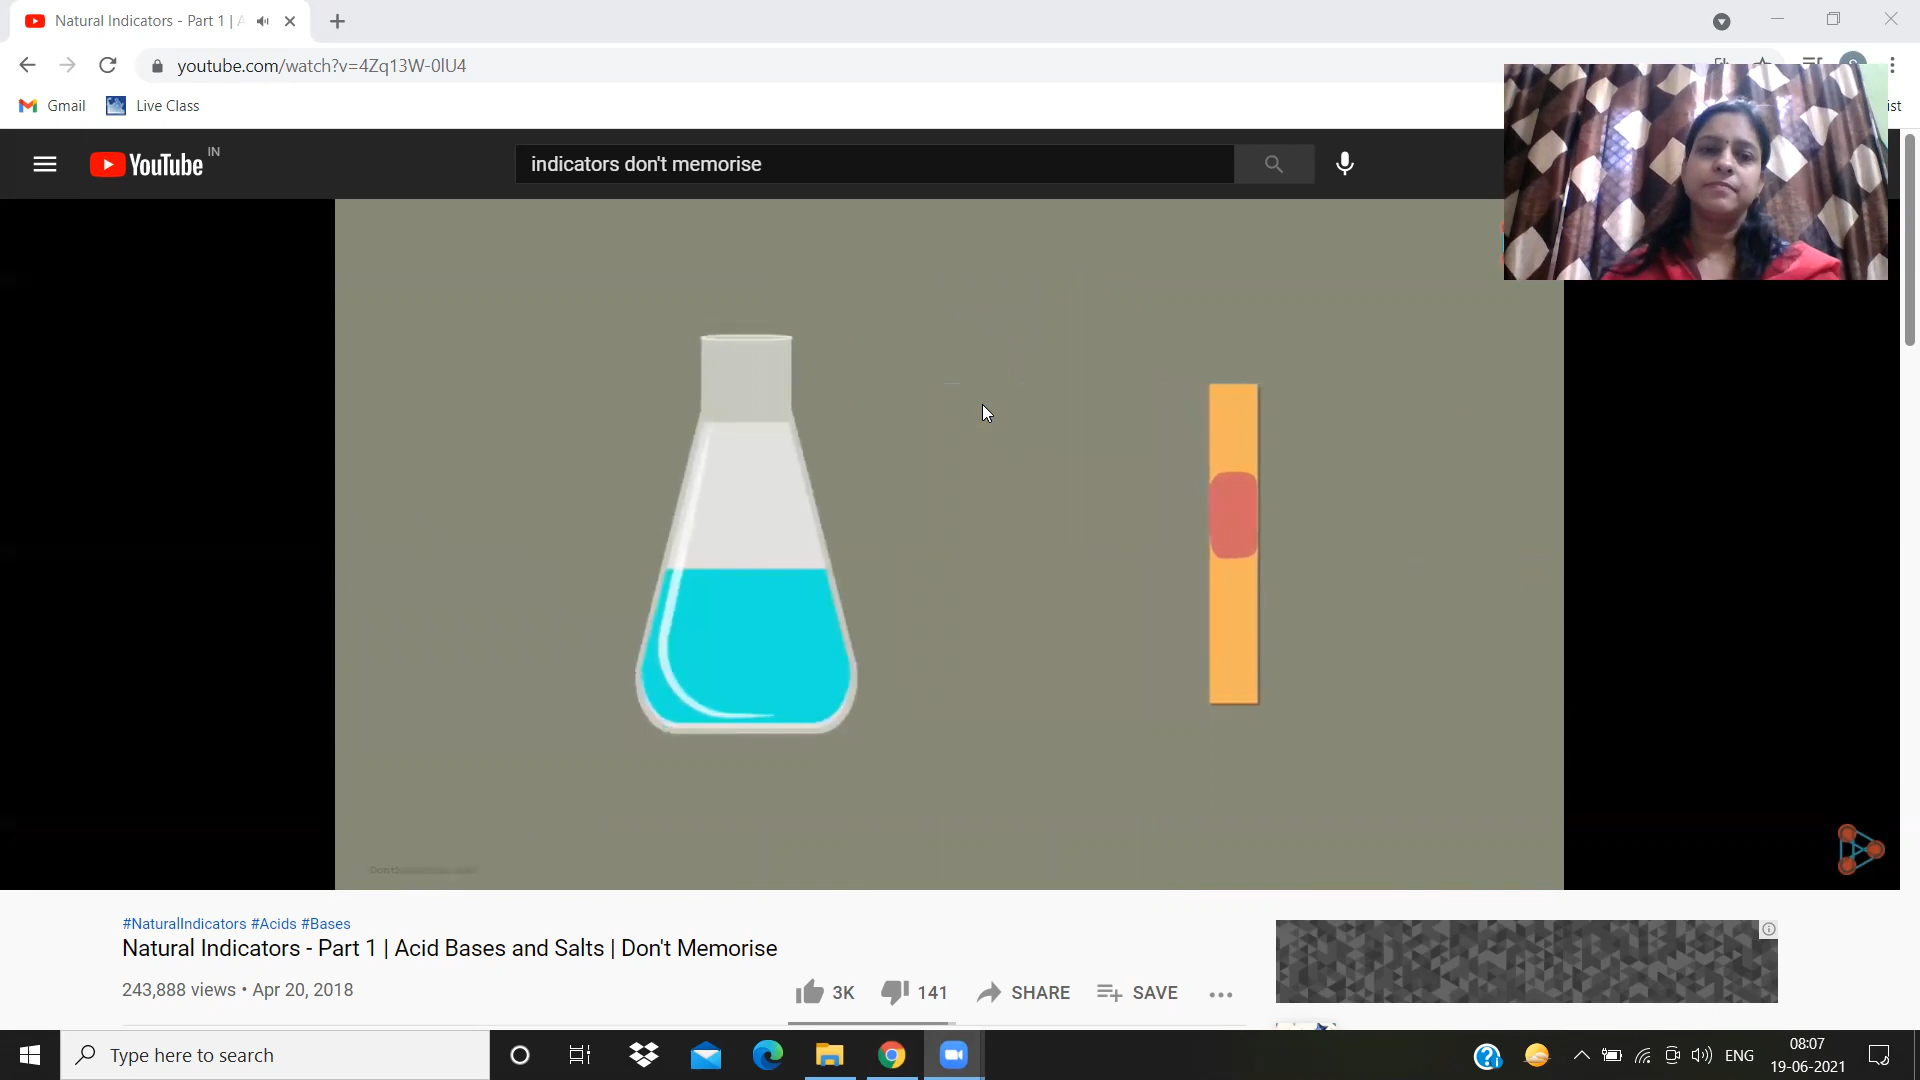 Natural Indicators - Part 1 |
youtube.com/watch?v=4Zq13W-0lU4
Gmail
Live Class
ist
YouTube IN
indicators don't memorise
#NaturalIndicators #Acids #Bases
Natural Indicators - Part 1 | Acid Bases and Salts | Don't Memorise
243,888 views • Apr 20, 2018
3K
141
SHARE
SAVE
Type here to search
ENG
08:07
19-06-2021